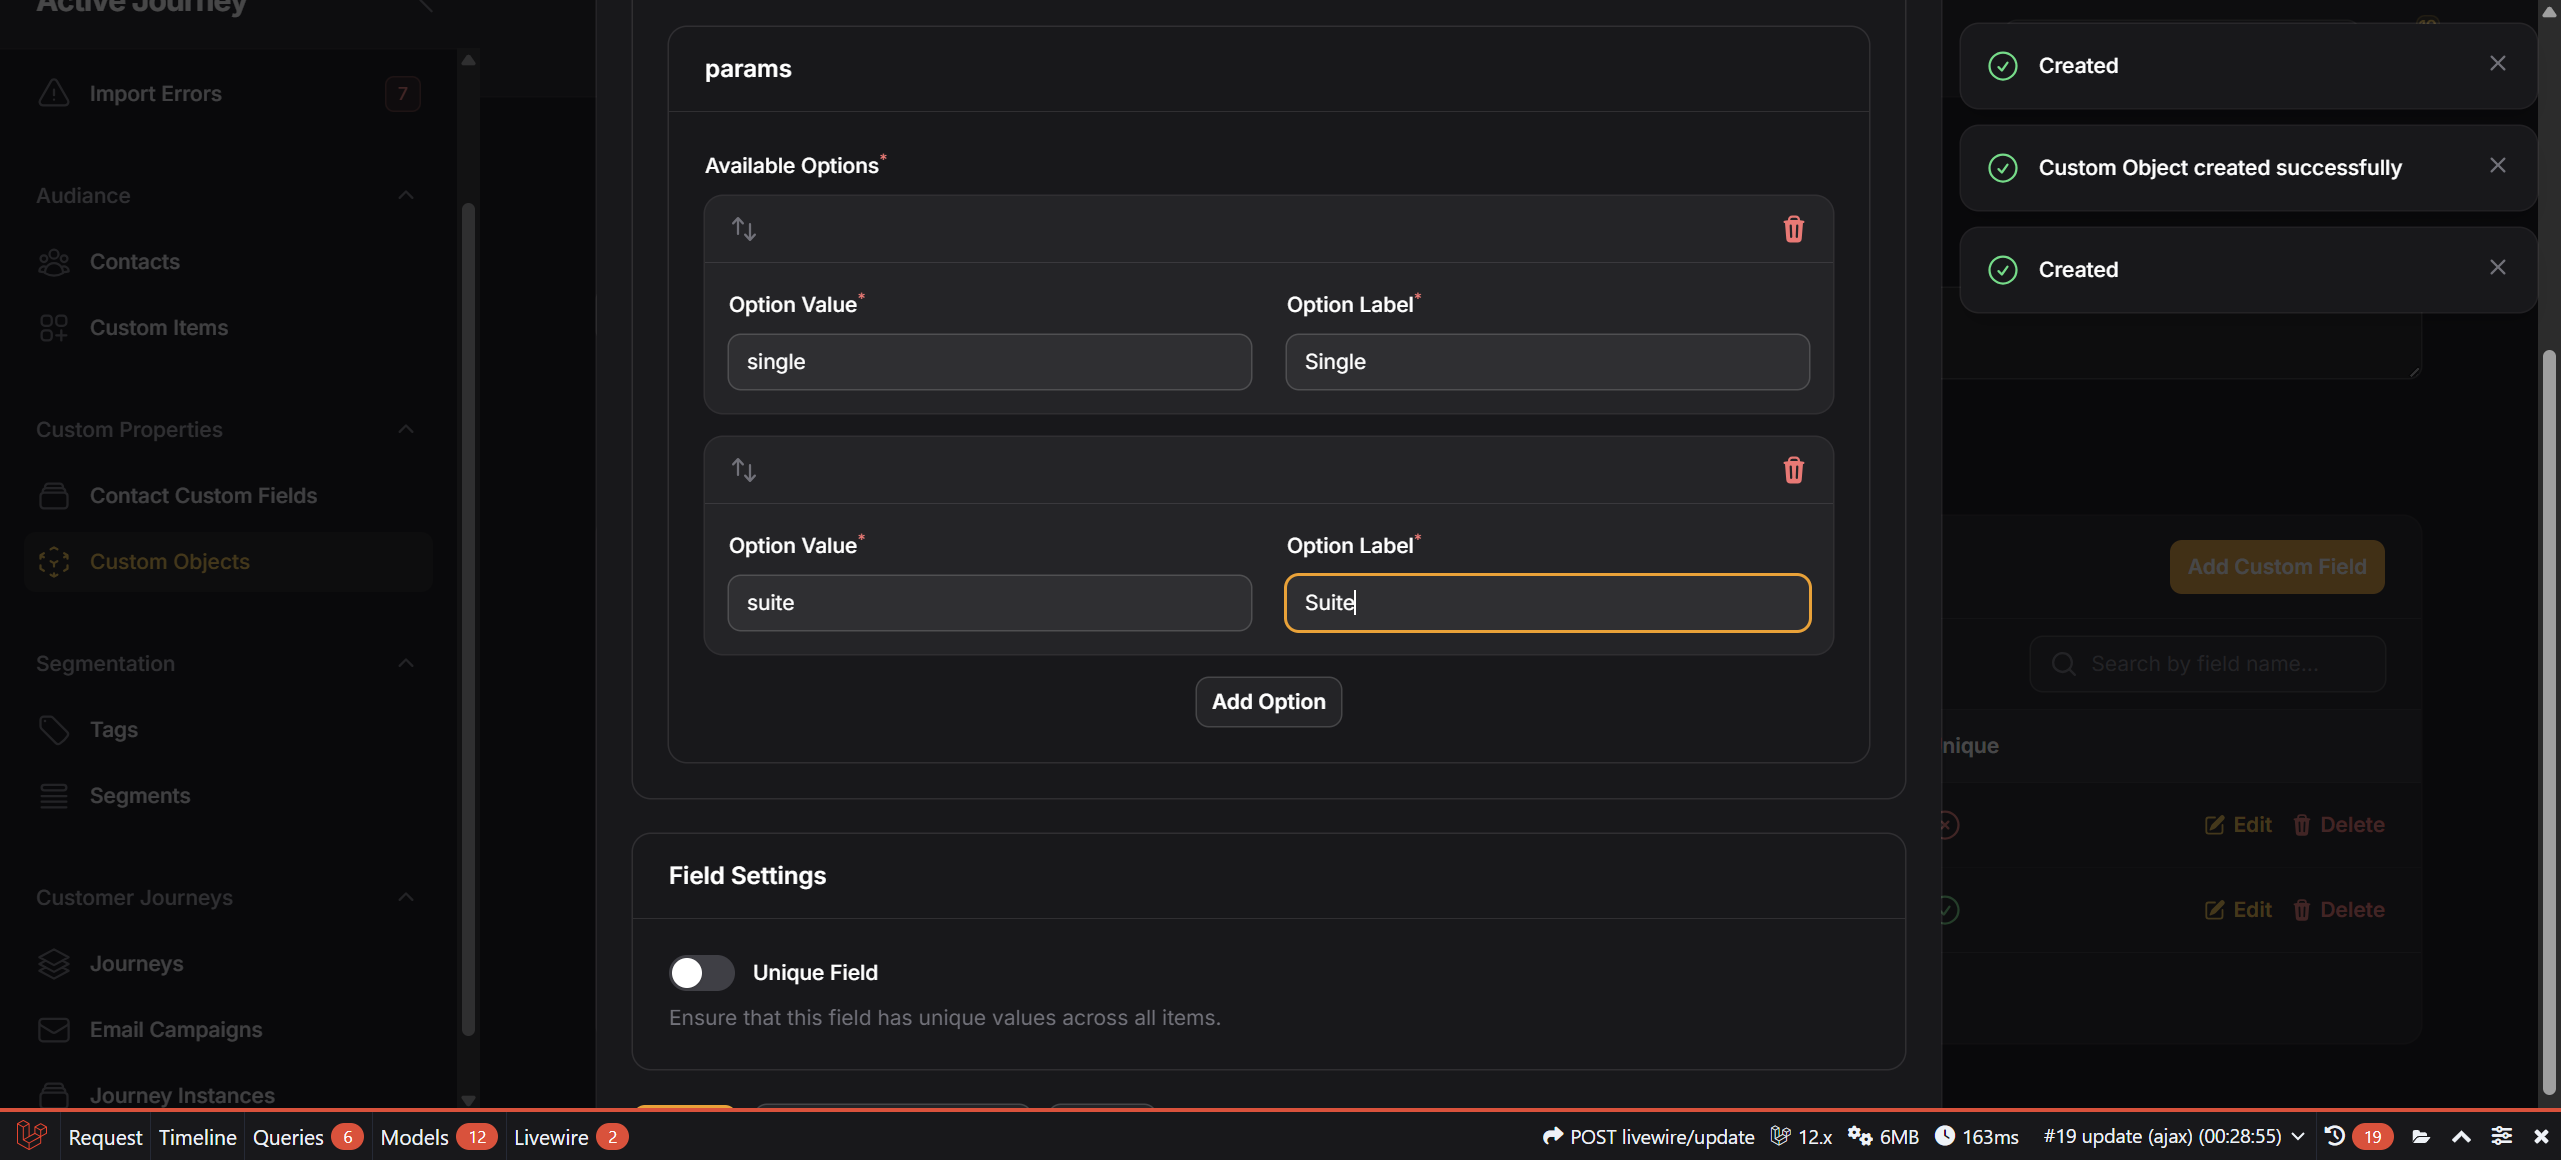 Active Journey
Import Errors
7
Audiance
Contacts
Custom Items
Custom Properties
Contact Custom Fields
Custom Objects
Segmentation
Tags
Segments
Customer Journeys
Journeys
Email Campaigns
Journey Instances
params
Available Options*
Option Value*
Option Label*
single
Single
Option Value*
Option Label*
suite
Suite
Add Option
Field Settings
Unique Field
Ensure that this field has unique values across all items.
Created
Custom Object created successfully
Created
Add Custom Field
Search by field name...
nique
Edit
Delete
Edit
Delete
Request
Timeline
Queries 6
Models 12
Livewire 2
POST livewire/update
12.x
6MB
163ms
#19 update (ajax) (00:28:55)
19